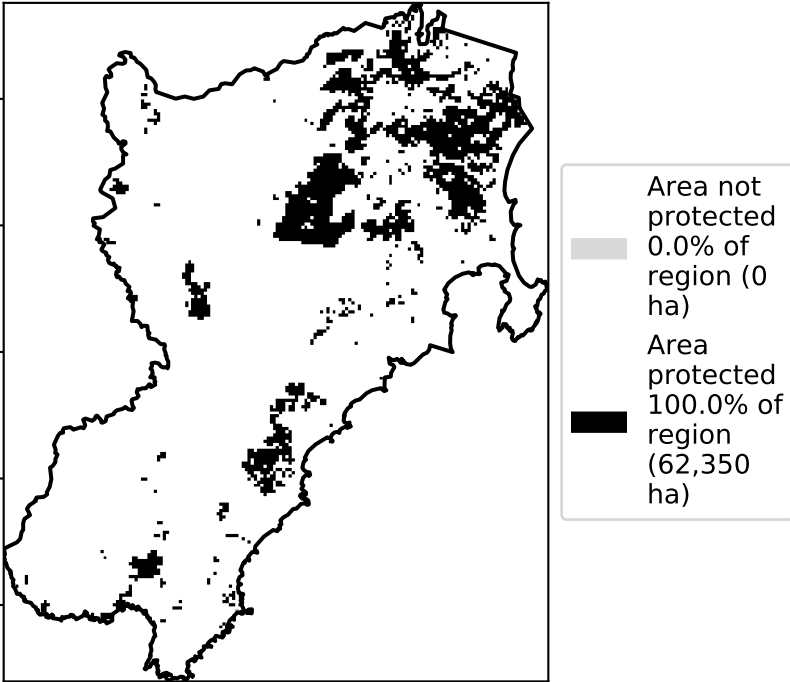 Area not
protected
0.0% of
region (0
ha)
Area
protected
100.0% of
region
(62,350
ha)